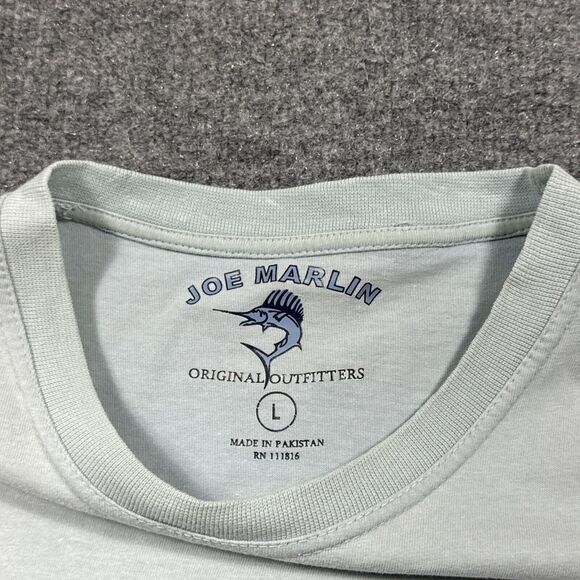 JOE MARLIN
ORIGINAL OUTFITTERS
L
MADE IN PAKISTAN
RN 111816